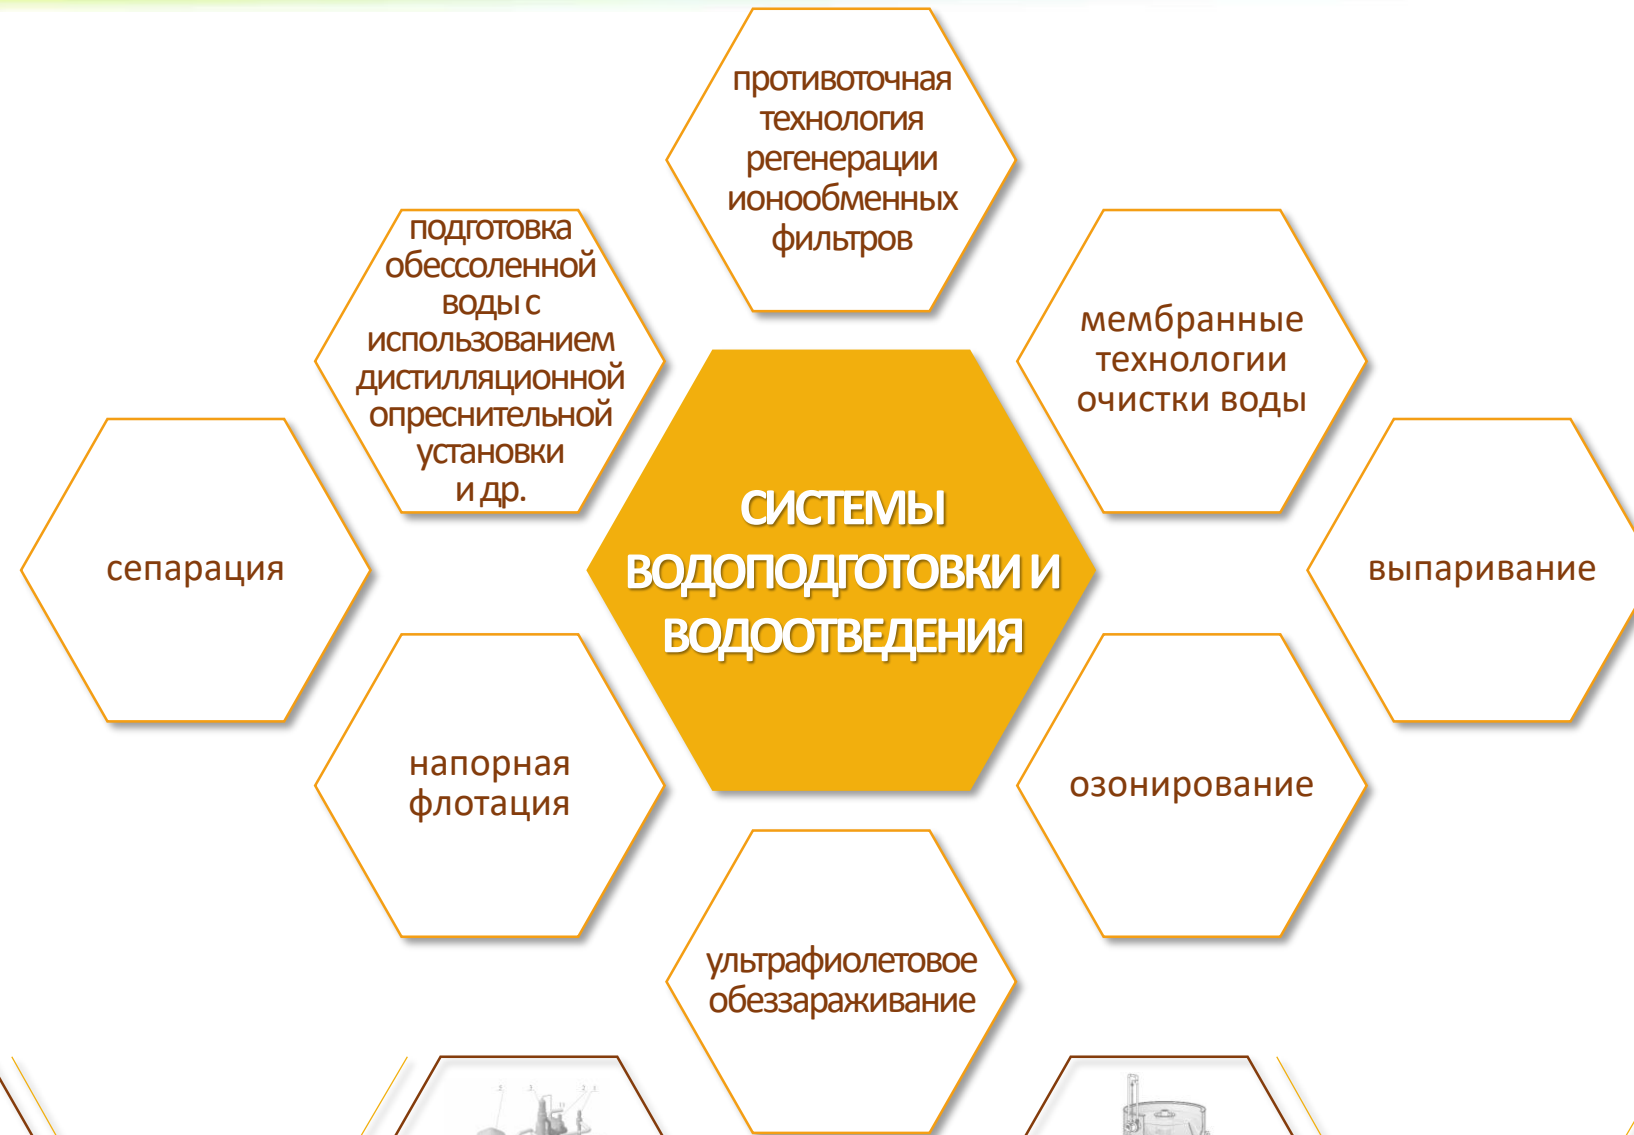 противоточная
технология
регенерации
ионообменных
фильтров
подготовка
обессоленной
воды с
использованием
дистилляционной
опреснительной
установки
и др.
мембранные
технологии
очистки воды
СИСТЕМЫ
ВОДОПОДГОТОВКИ И
ВОДООТВЕДЕНИЯ
сепарация
выпаривание
напорная
флотация
озонирование
ультрафиолетовое
обеззараживание